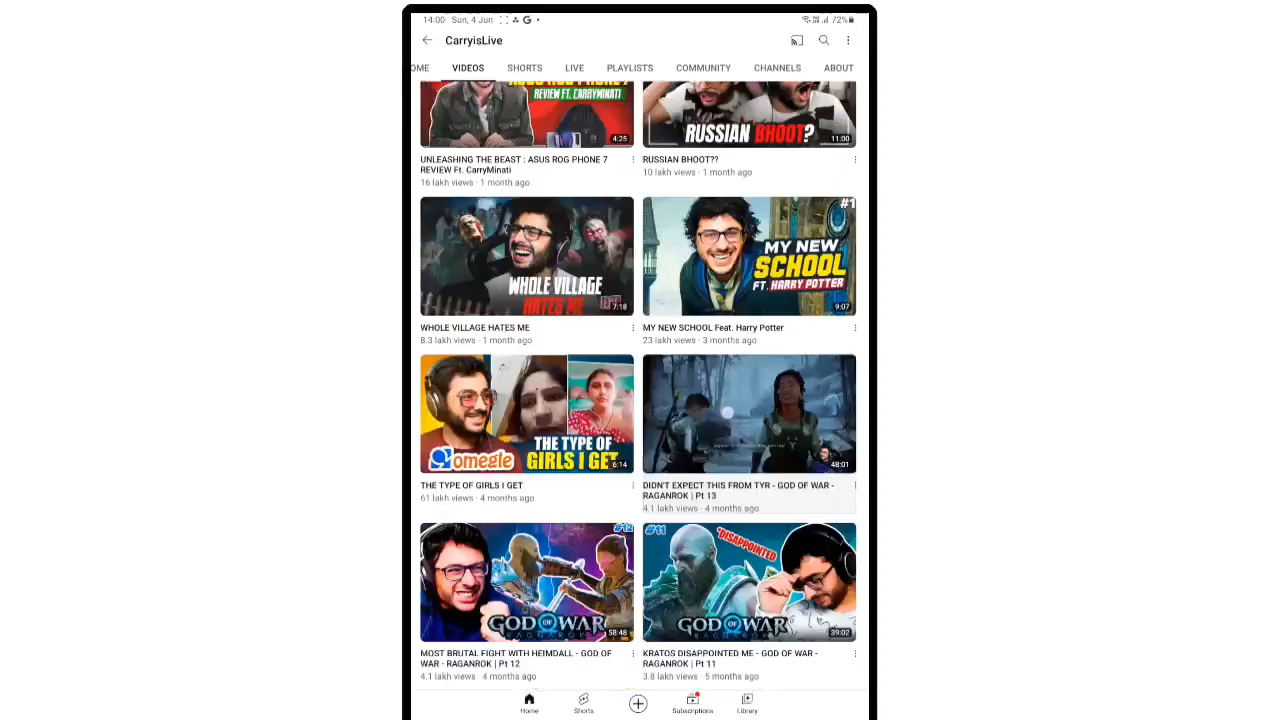 14:00 Sun, 4 Jun
72%
CarryisLive
OME VIDEOS SHORTS LIVE PLAYLISTS COMMUNITY CHANNELS ABOUT
REVIEW FT. CARRYMINATI
4:25
RUSSIAN BHOOT?
11:00
UNLEASHING THE BEAST : ASUS ROG PHONE 7
REVIEW Ft. CarryMinati
16 lakh views · 1 month ago
RUSSIAN BHOOT??
10 lakh views · 1 month ago
WHOLE VILLAGE
HATES ME
7:18
#1
MY NEW
SCHOOL
FT. HARRY POTTER
9:07
WHOLE VILLAGE HATES ME
8.3 lakh views · 1 month ago
MY NEW SCHOOL Feat. Harry Potter
23 lakh views · 3 months ago
omegle
THE TYPE OF
GIRLS I GET
6:14
48:01
THE TYPE OF GIRLS I GET
61 lakh views · 4 months ago
DIDN'T EXPECT THIS FROM TYR - GOD OF WAR -
RAGANROK | Pt 13
4.1 lakh views · 4 months ago
#12
GOD OF WAR
RAGNAROK
58:48
#11
*DISAPPOINTED
GOD OF WAR
RAGNAROK
39:02
MOST BRUTAL FIGHT WITH HEIMDALL - GOD OF
WAR - RAGANROK | Pt 12
4.1 lakh views · 4 months ago
KRATOS DISAPPOINTED ME - GOD OF WAR -
RAGANROK | Pt 11
3.8 lakh views · 5 months ago
Home Shorts Subscriptions Library